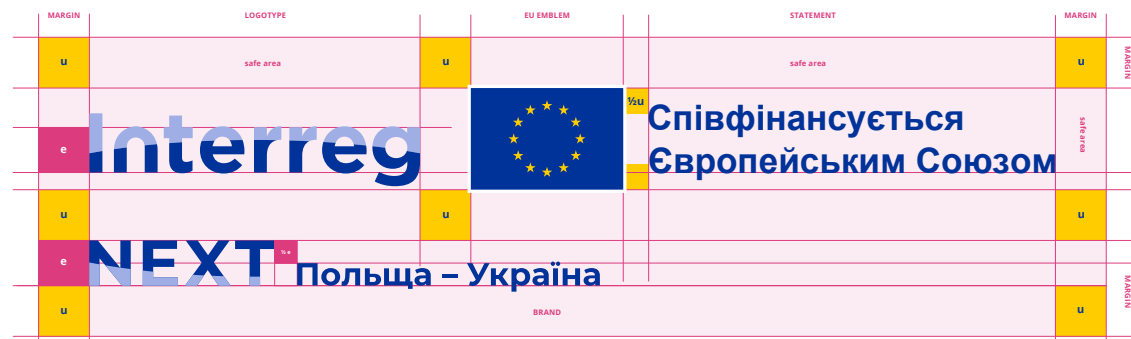 MARGIN LOGOTYPE EU EMBLEM STATEMENT MARGIN
u safe area u safe area u MARGIN
½u
Співфінансується
e Interreg safe area
Європейським Союзом
u u u
e NEXT ½ e
Польща – Україна
MARGIN
u BRAND u